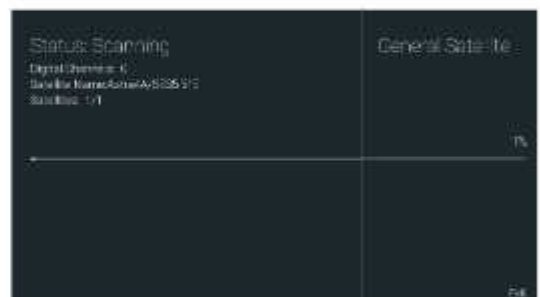 Status: Scanning
General Satellite
Digital Channels: 0
Satellite Name:
Satellites: 1/1
1%
Exit